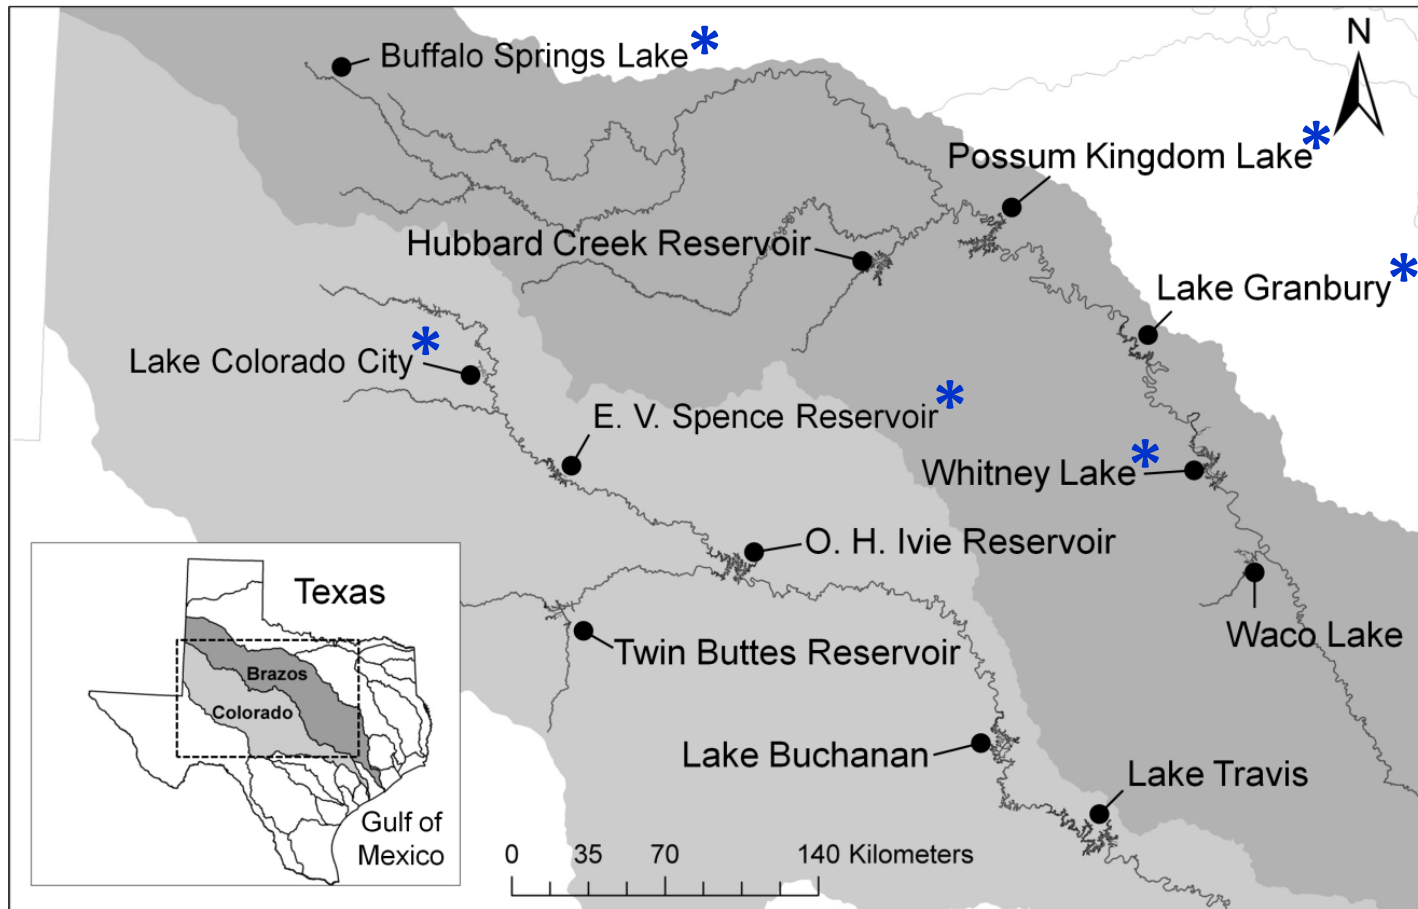 Buffalo Springs Lake*
N
Possum Kingdom Lake*
Hubbard Creek Reservoir
Lake Granbury*
Lake Colorado City*
E. V. Spence Reservoir*
Whitney Lake*
O. H. Ivie Reservoir
Texas
Waco Lake
Twin Buttes Reservoir
Brazos
Colorado
Lake Buchanan
Lake Travis
Gulf of
Mexico
0 35 70 140 Kilometers